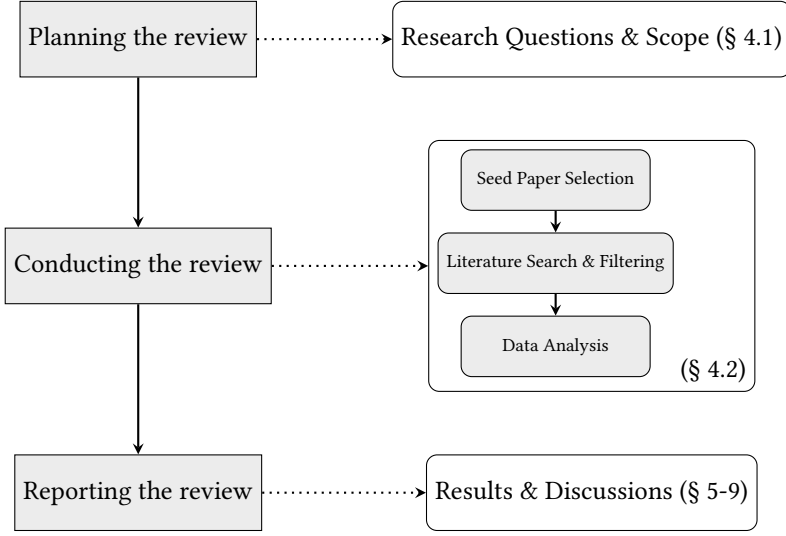 Planning the review
Research Questions & Scope (§ 4.1)
Seed Paper Selection
Conducting the review
Literature Search & Filtering
Data Analysis
(§ 4.2)
Reporting the review
Results & Discussions (§ 5-9)